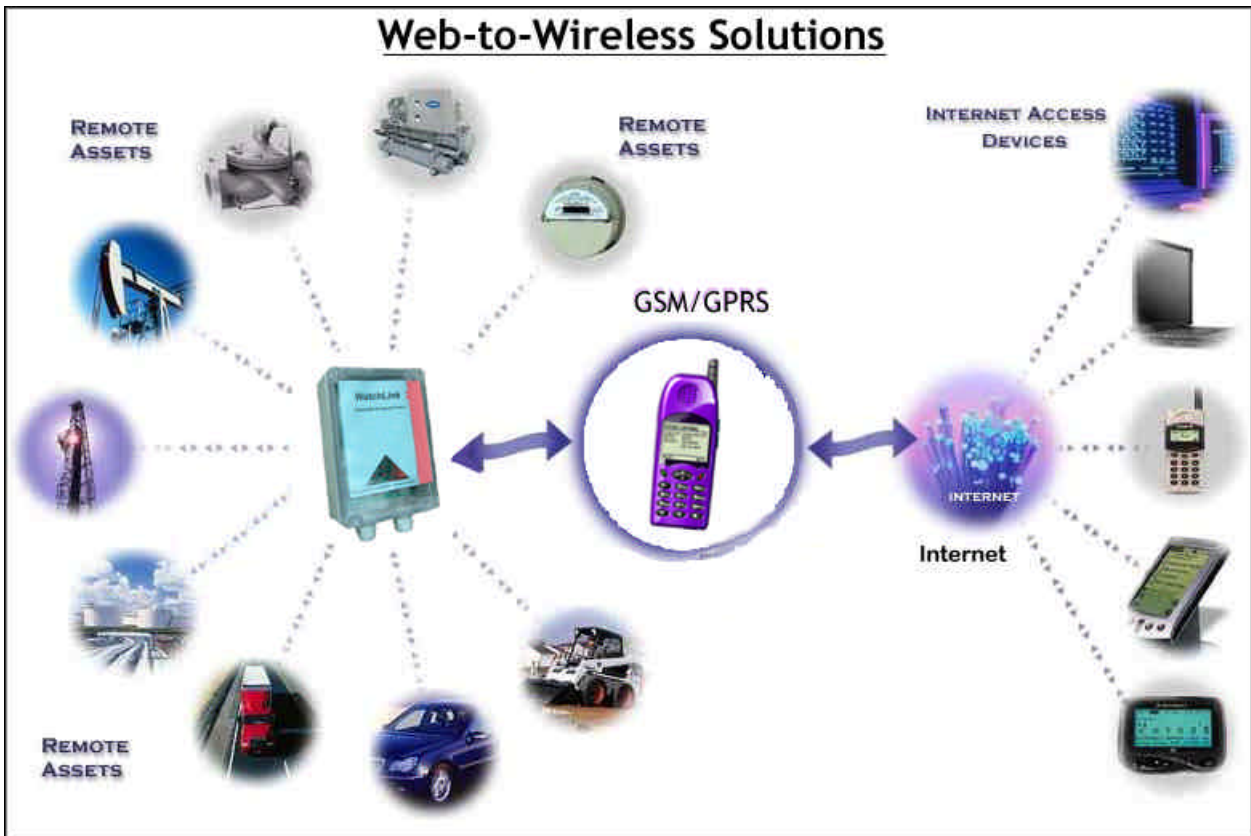 Web-to-Wireless Solutions
REMOTE
ASSETS
REMOTE
ASSETS
INTERNET ACCESS
DEVICES
GSM/GPRS
WatchLink
INTERNET
Internet
REMOTE
ASSETS